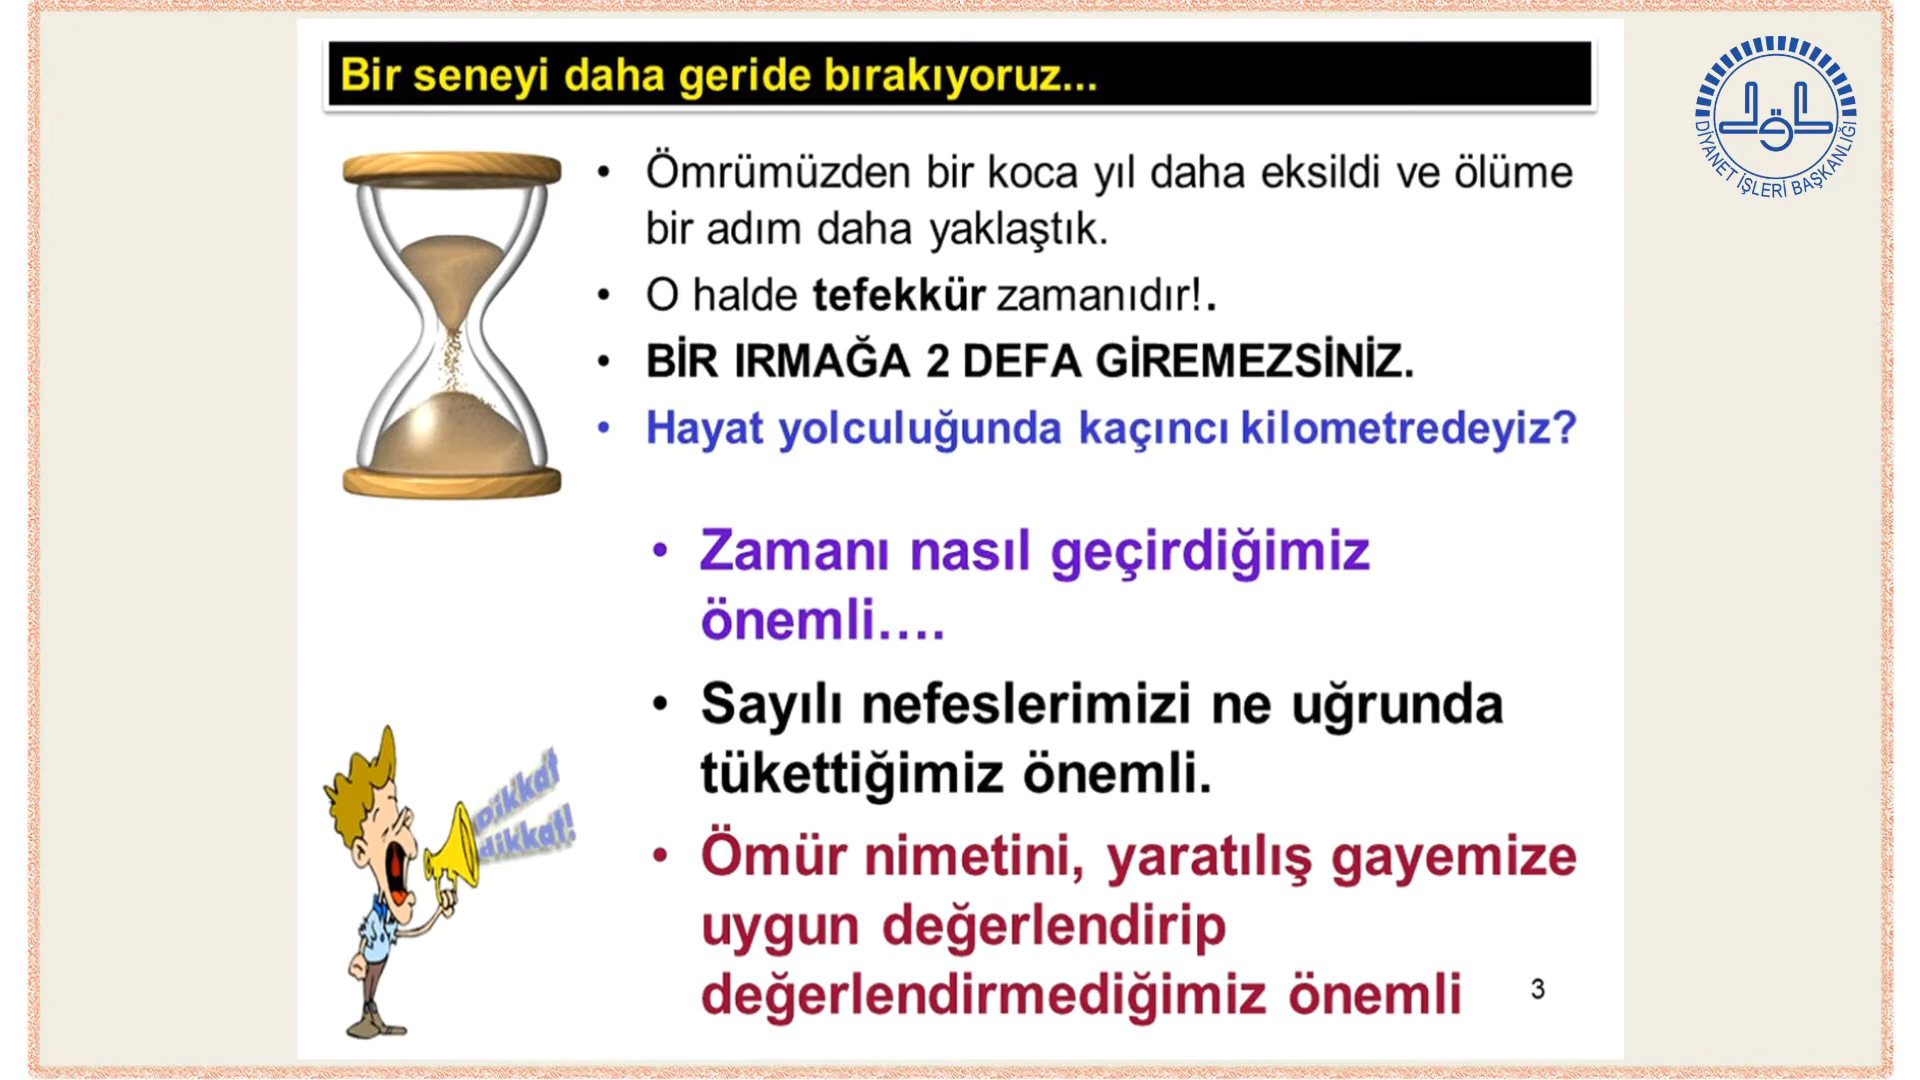 Bir seneyi daha geride bırakıyoruz...
DİYANET İŞLERİ BAŞKANLIĞI
• Ömrümüzden bir koca yıl daha eksildi ve ölüme
bir adım daha yaklaştık.
• O halde tefekkür zamanıdır!.
• BİR IRMAĞA 2 DEFA GİREMEZSİNİZ.
• Hayat yolculuğunda kaçıncı kilometredeyiz?
• Zamanı nasıl geçirdiğimiz
önemli....
• Sayılı nefeslerimizi ne uğrunda
tükettiğimiz önemli.
Dikkat
dikkat!
• Ömür nimetini, yaratılış gayemize
uygun değerlendirip
değerlendirmediğimiz önemli
3